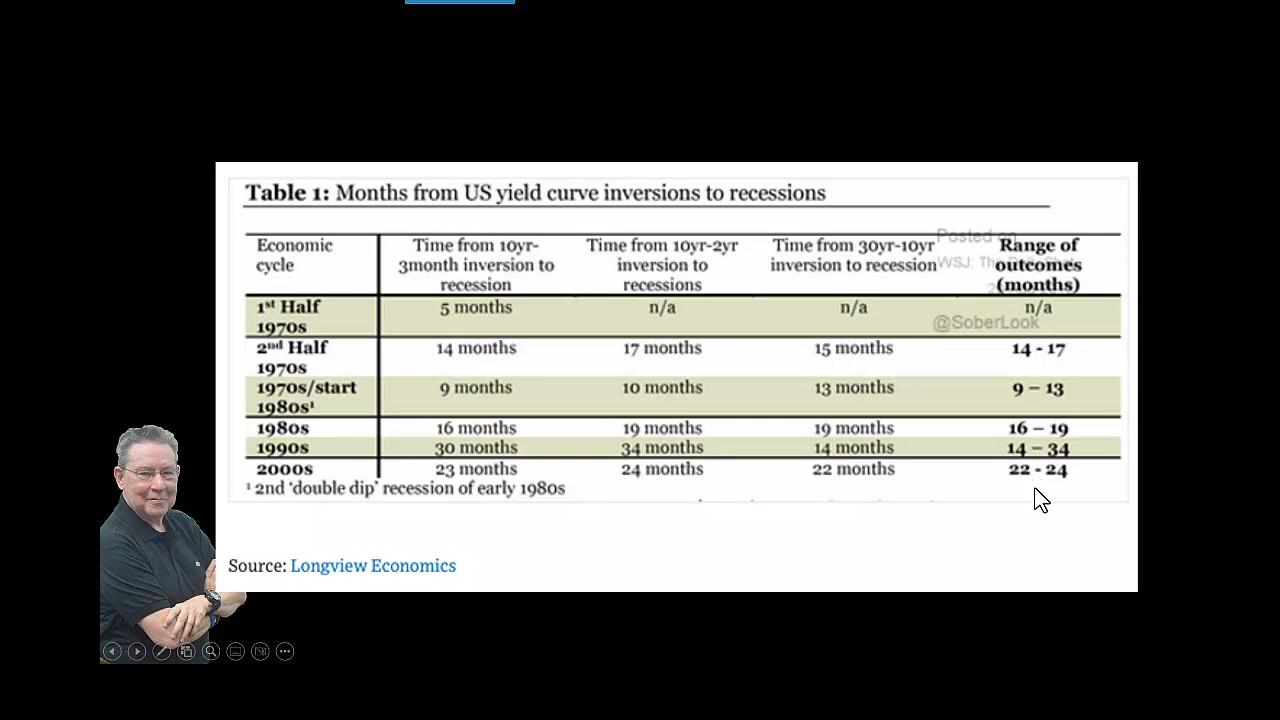 Table 1: Months from US yield curve inversions to recessions
Economic cycle
Time from 10yr-3month inversion to recession
Time from 10yr-2yr inversion to recessions
Time from 30yr-10yr inversion to recession
Range of outcomes (months)
Posted on
WSJ: The Daily Shot
1st Half 1970s 5 months n/a n/a n/a
@SoberLook
2nd Half 1970s 14 months 17 months 15 months 14 - 17
1970s/start 1980s¹ 9 months 10 months 13 months 9 – 13
1980s 16 months 19 months 19 months 16 – 19
1990s 30 months 34 months 14 months 14 – 34
2000s 23 months 24 months 22 months 22 - 24
¹ 2nd ‘double dip’ recession of early 1980s
Source: Longview Economics